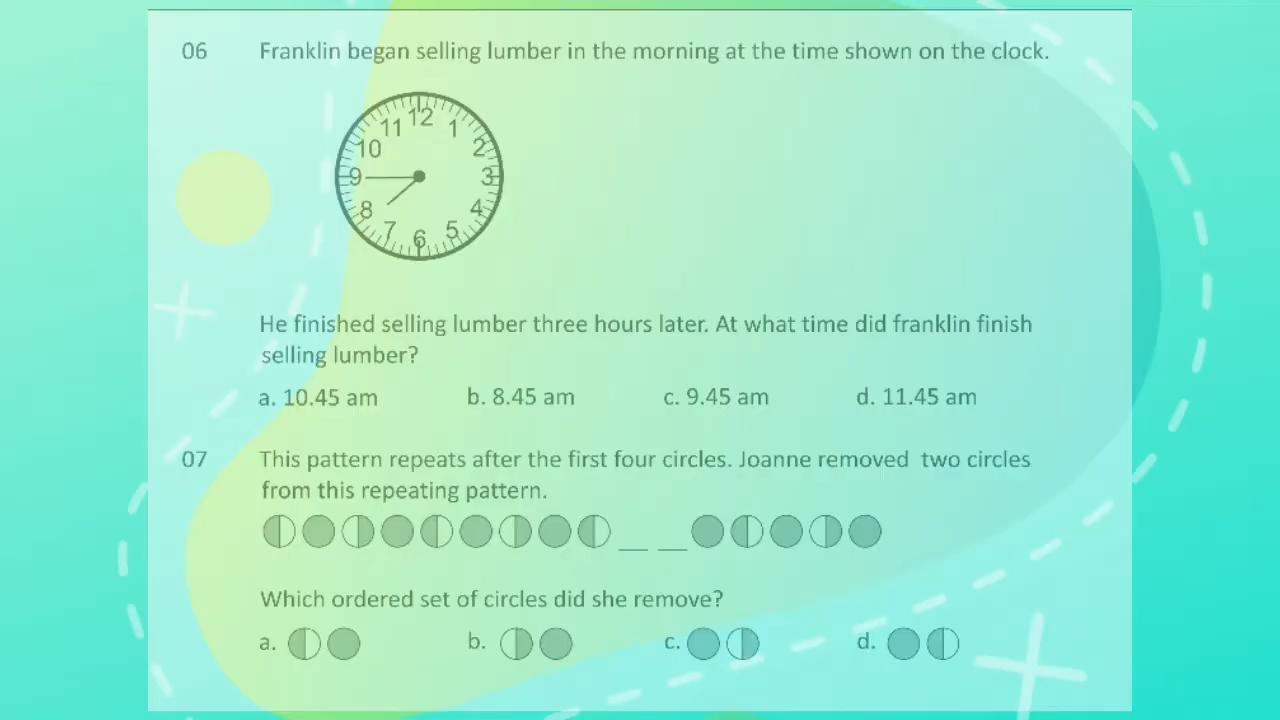 06 Franklin began selling lumber in the morning at the time shown on the clock.
12
11 1
10 2
9 3
8 4
7 5
6
He finished selling lumber three hours later. At what time did franklin finish
selling lumber?
a. 10.45 am b. 8.45 am c. 9.45 am d. 11.45 am
07 This pattern repeats after the first four circles. Joanne removed two circles
from this repeating pattern.
__ __
Which ordered set of circles did she remove?
a. b. c. d.